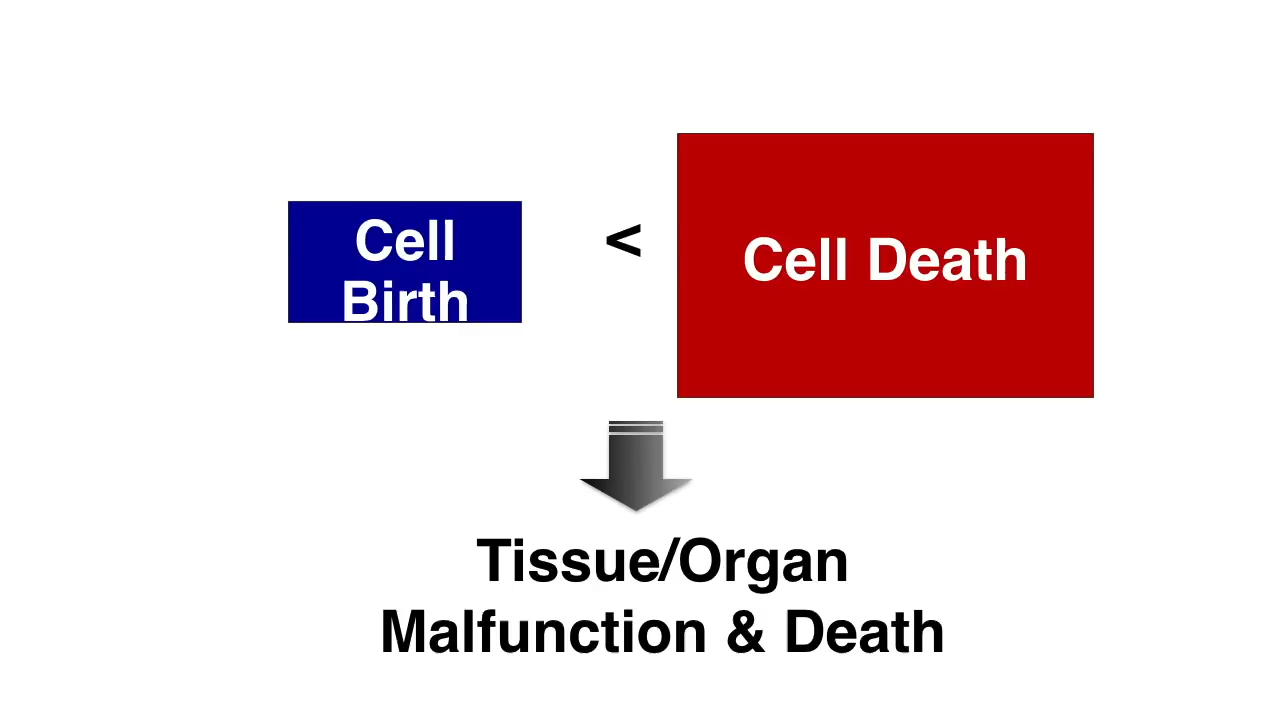 Cell
Birth
<
Cell Death
Tissue/Organ
Malfunction & Death